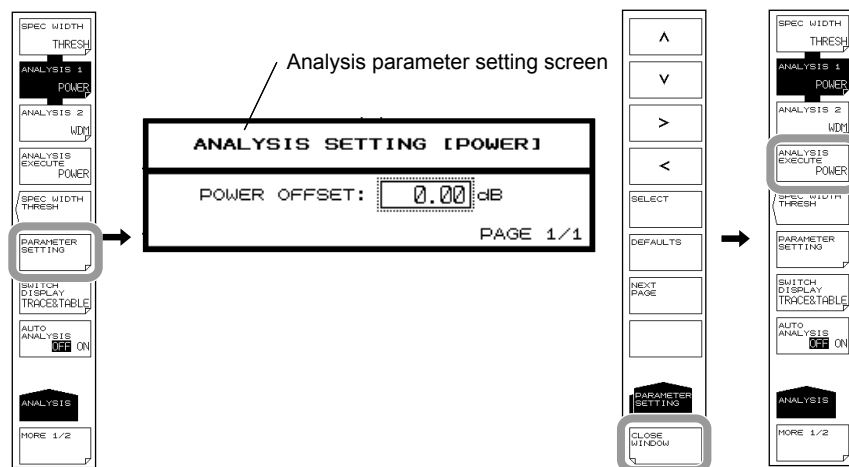 SPEC WIDTH
THRESH
ANALYSIS 1
POWER
ANALYSIS 2
WDM
ANALYSIS
EXECUTE
POWER
SPEC WIDTH
THRESH
PARAMETER
SETTING
SWITCH
DISPLAY
TRACE&TABLE
AUTO
ANALYSIS
OFF ON
ANALYSIS
MORE 1/2
Analysis parameter setting screen
ANALYSIS SETTING [POWER]
POWER OFFSET: 0.00 dB
PAGE 1/1
∧
∨
>
<
SELECT
DEFAULTS
NEXT
PAGE
PARAMETER
SETTING
CLOSE
WINDOW
SPEC WIDTH
THRESH
ANALYSIS 1
POWER
ANALYSIS 2
WDM
ANALYSIS
EXECUTE
POWER
SPEC WIDTH
THRESH
PARAMETER
SETTING
SWITCH
DISPLAY
TRACE&TABLE
AUTO
ANALYSIS
OFF ON
ANALYSIS
MORE 1/2